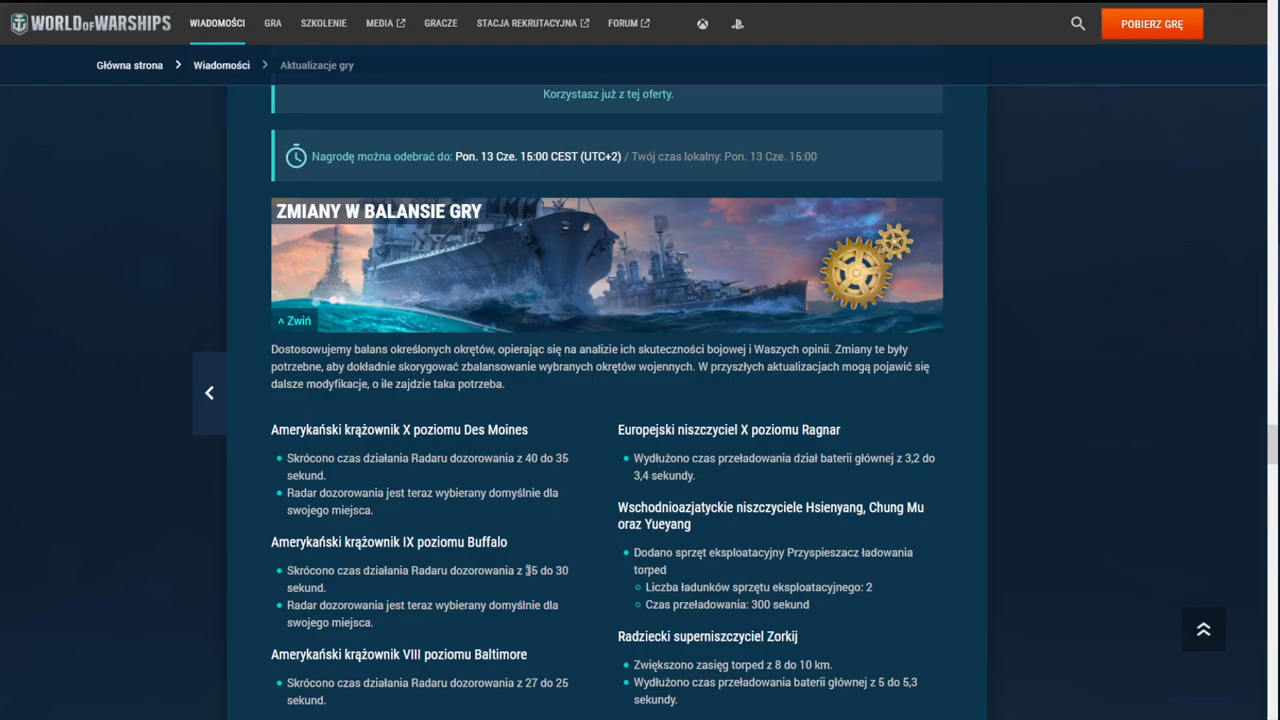 WORLD OF WARSHIPS
WIADOMOŚCI
GRA
SZKOLENIE
MEDIA
GRACZE
STACJA REKRUTACYJNA
FORUM
POBIERZ GRĘ
Główna strona
Wiadomości
Aktualizacje gry
Korzystasz już z tej oferty.
Nagrodę można odebrać do: Pon. 13 Cze. 15:00 CEST (UTC+2) / Twój czas lokalny: Pon. 13 Cze. 15:00
ZMIANY W BALANSIE GRY
^ Zwiń
Dostosowujemy balans określonych okrętów, opierając się na analizie ich skuteczności bojowej i Waszych opinii. Zmiany te były
potrzebne, aby dokładnie skorygować zbalansowanie wybranych okrętów wojennych. W przyszłych aktualizacjach mogą pojawić się
dalsze modyfikacje, o ile zajdzie taka potrzeba.
Amerykański krążownik X poziomu Des Moines
Skrócono czas działania Radaru dozorowania z 40 do 35
sekund.
Radar dozorowania jest teraz wybierany domyślnie dla
swojego miejsca.
Amerykański krążownik IX poziomu Buffalo
Skrócono czas działania Radaru dozorowania z 35 do 30
sekund.
Radar dozorowania jest teraz wybierany domyślnie dla
swojego miejsca.
Amerykański krążownik VIII poziomu Baltimore
Skrócono czas działania Radaru dozorowania z 27 do 25
sekund.
Europejski niszczyciel X poziomu Ragnar
Wydłużono czas przeładowania dział baterii głównej z 3,2 do
3,4 sekundy.
Wschodnioazjatyckie niszczyciele Hsienyang, Chung Mu
oraz Yueyang
Dodano sprzęt eksploatacyjny Przyspieszacz ładowania
torped
Liczba ładunków sprzętu eksploatacyjnego: 2
Czas przeładowania: 300 sekund
Radziecki superniszczyciel Zorkij
Zwiększono zasięg torped z 8 do 10 km.
Wydłużono czas przeładowania baterii głównej z 5 do 5,3
sekundy.